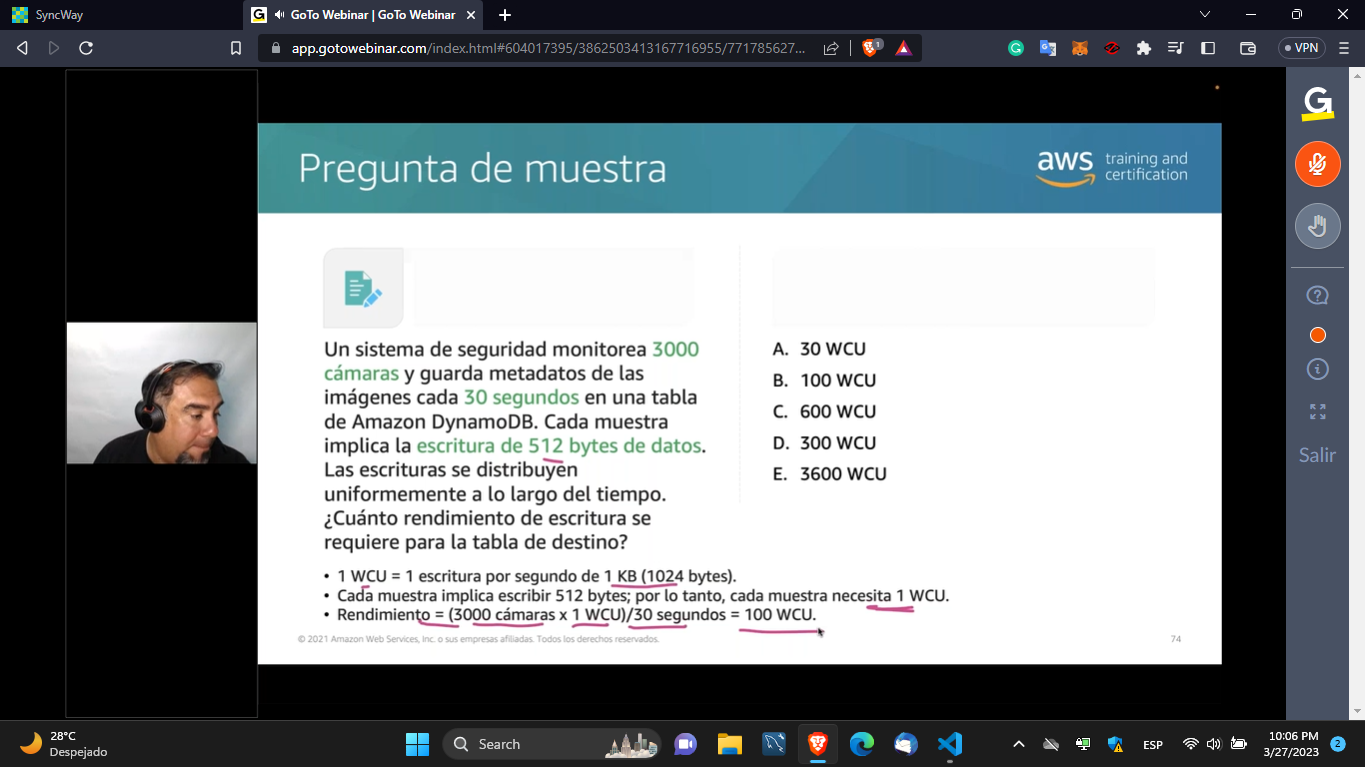 SyncWay
GoTo Webinar | GoTo Webinar
app.gotowebinar.com/index.html#604017395/3862503413167716955/771785627...
1
VPN
Pregunta de muestra
aws training and
certification
Un sistema de seguridad monitorea 3000
cámaras y guarda metadatos de las
imágenes cada 30 segundos en una tabla
de Amazon DynamoDB. Cada muestra
implica la escritura de 512 bytes de datos.
Las escrituras se distribuyen
uniformemente a lo largo del tiempo.
¿Cuánto rendimiento de escritura se
requiere para la tabla de destino?
A. 30 WCU
B. 100 WCU
C. 600 WCU
D. 300 WCU
E. 3600 WCU
• 1 WCU = 1 escritura por segundo de 1 KB (1024 bytes).
• Cada muestra implica escribir 512 bytes; por lo tanto, cada muestra necesita 1 WCU.
• Rendimiento = (3000 cámaras x 1 WCU)/30 segundos = 100 WCU.
© 2021 Amazon Web Services, Inc. o sus empresas afiliadas. Todos los derechos reservados.
74
G
Salir
28°C
Despejado
Search
ESP
10:06 PM
3/27/2023
2